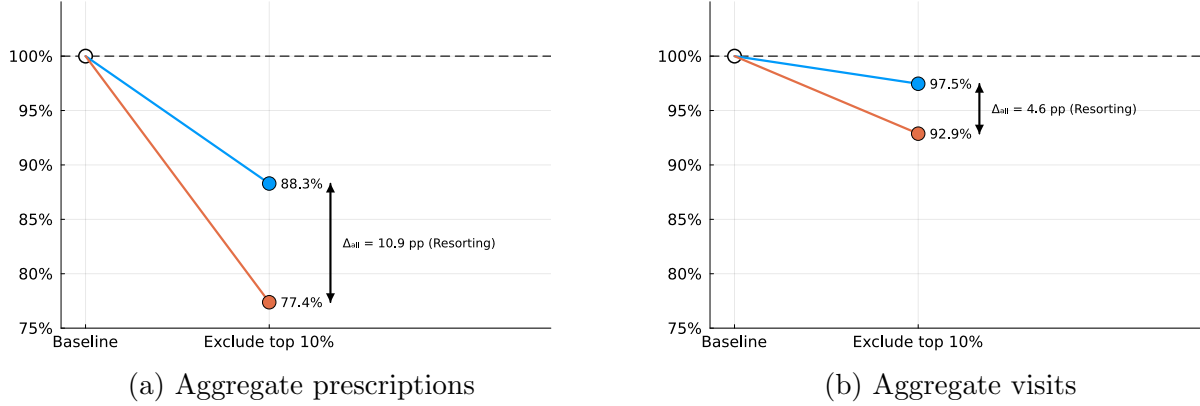 100%
95%
90%
85%
80%
75%
88.3%
Δₐₗₗ = 10.9 pp (Resorting)
77.4%
Baseline
Exclude top 10%
(a) Aggregate prescriptions
100%
95%
90%
85%
80%
75%
97.5%
Δₐₗₗ = 4.6 pp (Resorting)
92.9%
Baseline
Exclude top 10%
(b) Aggregate visits